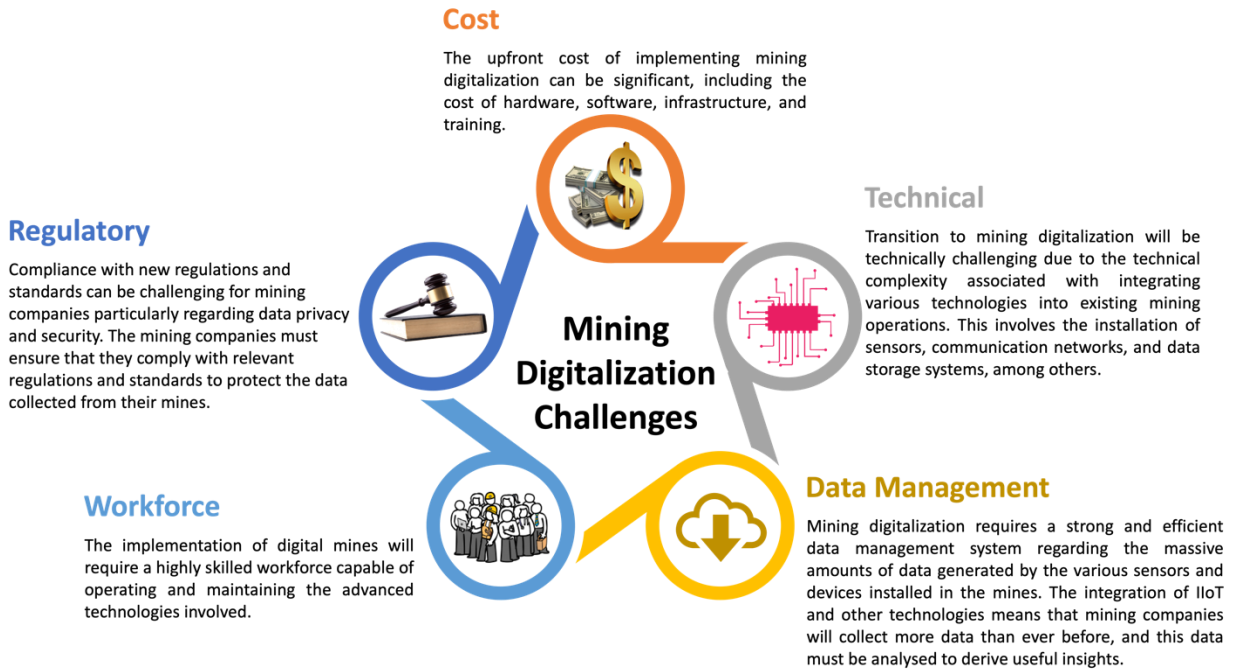 Cost
The upfront cost of implementing mining
digitalization can be significant, including the
cost of hardware, software, infrastructure, and
training.
Technical
Transition to mining digitalization will be
technically challenging due to the technical
complexity associated with integrating
various technologies into existing mining
operations. This involves the installation of
sensors, communication networks, and data
storage systems, among others.
Regulatory
Compliance with new regulations and
standards can be challenging for mining
companies particularly regarding data privacy
and security. The mining companies must
ensure that they comply with relevant
regulations and standards to protect the data
collected from their mines.
Mining
Digitalization
Challenges
Workforce
The implementation of digital mines will
require a highly skilled workforce capable of
operating and maintaining the advanced
technologies involved.
Data Management
Mining digitalization requires a strong and efficient
data management system regarding the massive
amounts of data generated by the various sensors and
devices installed in the mines. The integration of IIoT
and other technologies means that mining companies
will collect more data than ever before, and this data
must be analysed to derive useful insights.